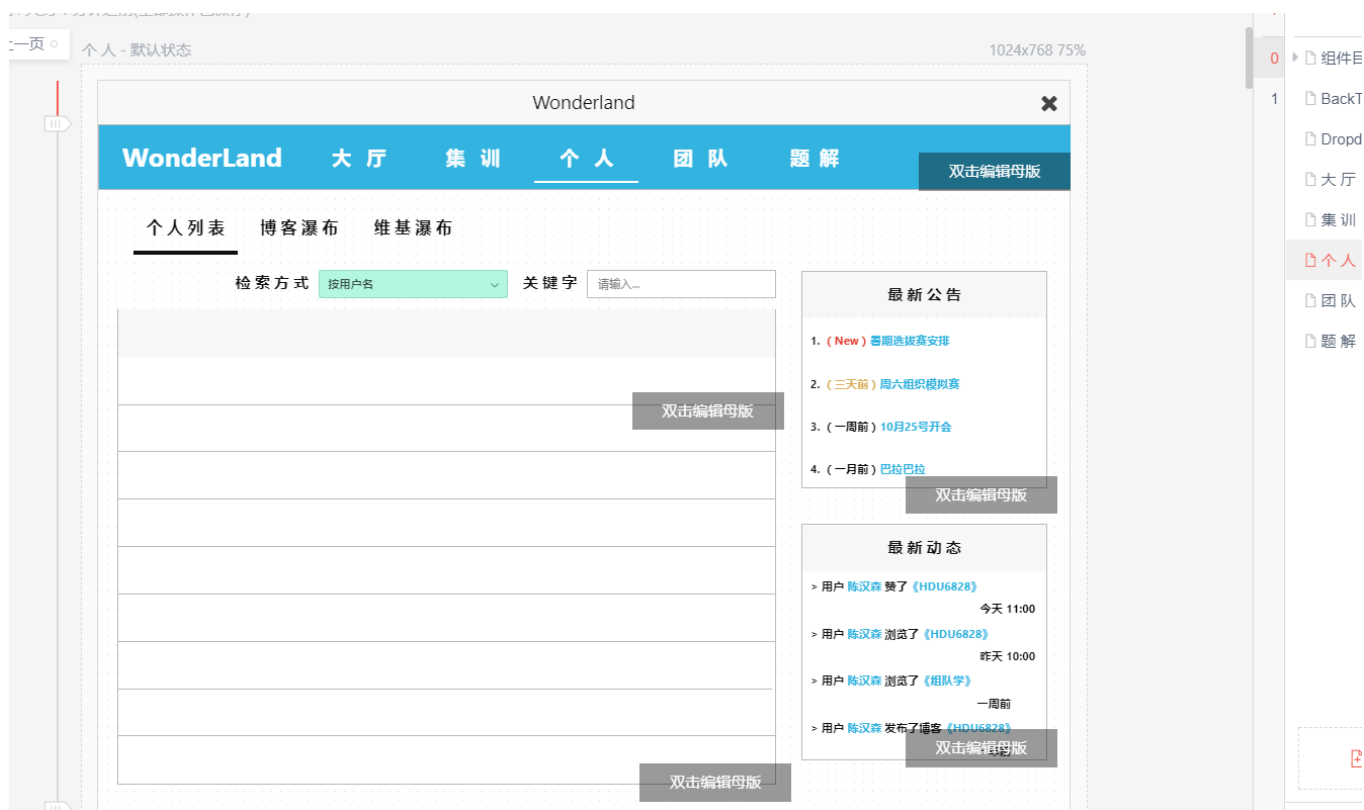 上一页
个 人 - 默认状态
1024x768 75%
Wonderland
WonderLand 大 厅 集 训 个 人 团 队 题 解
双击编辑母版
个人列表 博客瀑布 维基瀑布
检索方式 按用户名 关键字 请输入...
最新公告
1. ( New ) 暑期选拔赛安排
2. ( 三天前 ) 周六组织模拟赛
双击编辑母版
3. ( 一周前 ) 10月25号开会
4. ( 一月前 ) 巴拉巴拉
双击编辑母版
最新动态
> 用户 陈汉森 赞了《HDU6828》
今天 11:00
> 用户 陈汉森 浏览了《HDU6828》
昨天 10:00
> 用户 陈汉森 浏览了《组队学》
一周前
> 用户 陈汉森 发布了博客《HDU6828》
双击编辑母版
双击编辑母版
0 组件目
1 BackT
Dropd
大 厅
集 训
个 人
团 队
题 解